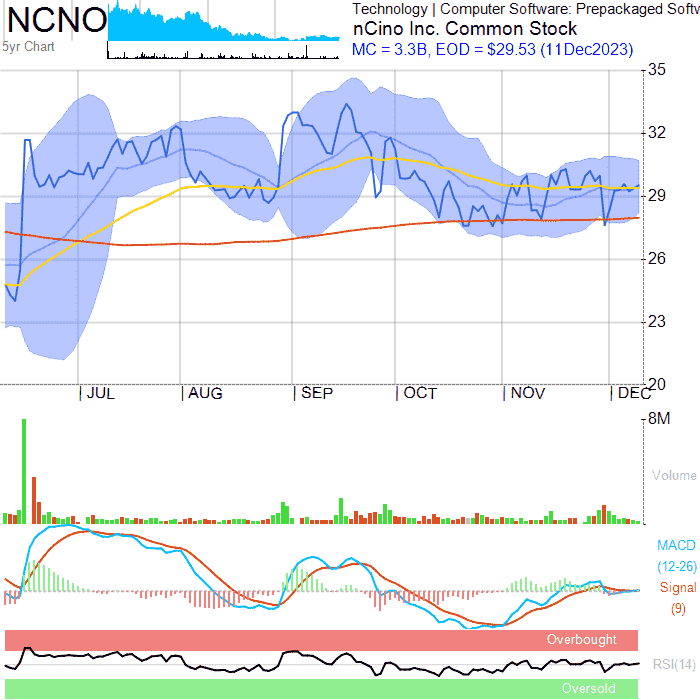 NCNO
5yr Chart
Technology | Computer Software: Prepackaged Softw
nCino Inc. Common Stock
MC = 3.3B, EOD = $29.53 (11Dec2023)
35
32
29
26
23
20
JUL
AUG
SEP
OCT
NOV
DEC
8M
Volume
MACD
(12-26)
Signal
(9)
Overbought
RSI(14)
Oversold